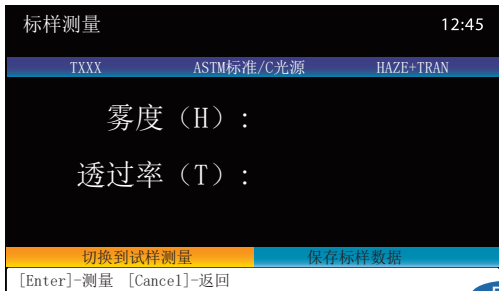 标样测量 12:45
TXXX ASTM标准/C光源 HAZE+TRAN
雾度（H）:
透过率（T）:
切换到试样测量 保存标样数据
[Enter]-测量 [Cancel]-返回